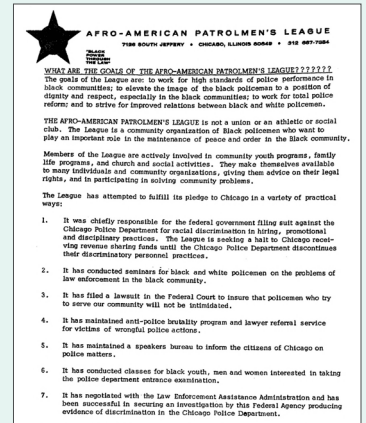 AFRO-AMERICAN PATROLMEN'S LEAGUE
7126 SOUTH JEFFERY • CHICAGO, ILLINOIS 60649 • 312 667-7384
"BLACK
POWER
THROUGH
THE LAW"
WHAT ARE THE GOALS OF THE AFRO-AMERICAN PATROLMEN'S LEAGUE???????
The goals of the League are: to work for high standards of police performance in
black communities; to elevate the image of the black policeman to a position of
dignity and respect, especially in the black communities; to work for total police
reform; and to strive for improved relations between black and white policemen.
THE AFRO-AMERICAN PATROLMEN'S LEAGUE is not a union or an athletic or social
club. The League is a community organization of Black policemen who want to
play an important role in the maintenance of peace and order in the Black community.
Members of the League are actively involved in community youth programs, family
life programs, and church and social activities. They make themselves available
to many individuals and community organizations, giving them advice on their legal
rights, and in participating in solving community problems.
The League has attempted to fulfill its pledge to Chicago in a variety of practical
ways:
1. It was chiefly responsible for the federal government filing suit against the
Chicago Police Department for racial discrimination in hiring, promotional
and disciplinary practices. The League is seeking a halt to Chicago recei-
ving revenue sharing funds until the Chicago Police Department discontinues
their discriminatory personnel practices.
2. It has conducted seminars for black and white policemen on the problems of
law enforcement in the black community.
3. It has filed a lawsuit in the Federal Court to insure that policemen who try
to serve our community will not be intimidated.
4. It has maintained anti-police brutality program and lawyer referral service
for victims of wrongful police actions.
5. It has maintained a speakers bureau to inform the citizens of Chicago on
police matters.
6. It has conducted classes for black youth, men and women interested in taking
the police department entrance examination.
7. It has negotiated with the Law Enforcement Assistance Administration and has
been successful in securing an investigation by this Federal Agency producing
evidence of discrimination in the Chicago Police Department.